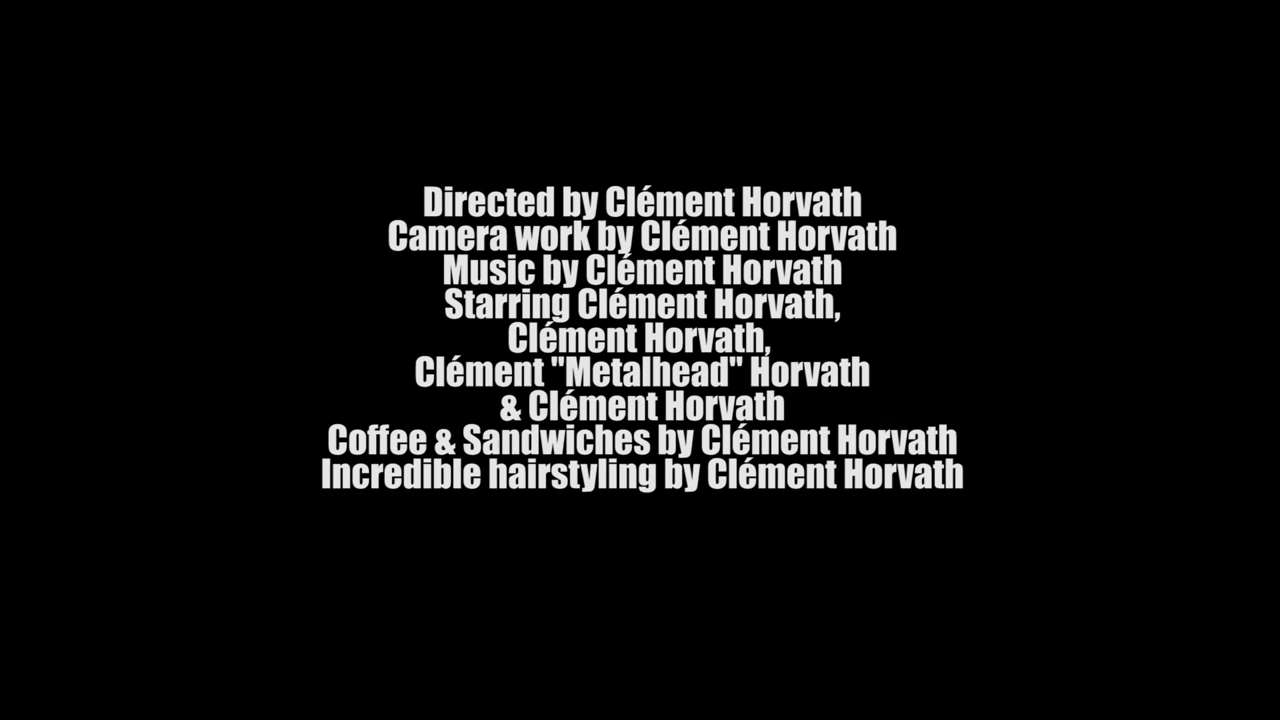 Directed by Clément Horvath
Camera work by Clément Horvath
Music by Clément Horvath
Starring Clément Horvath,
Clément Horvath,
Clément "Metalhead" Horvath
& Clément Horvath
Coffee & Sandwiches by Clément Horvath
Incredible hairstyling by Clément Horvath